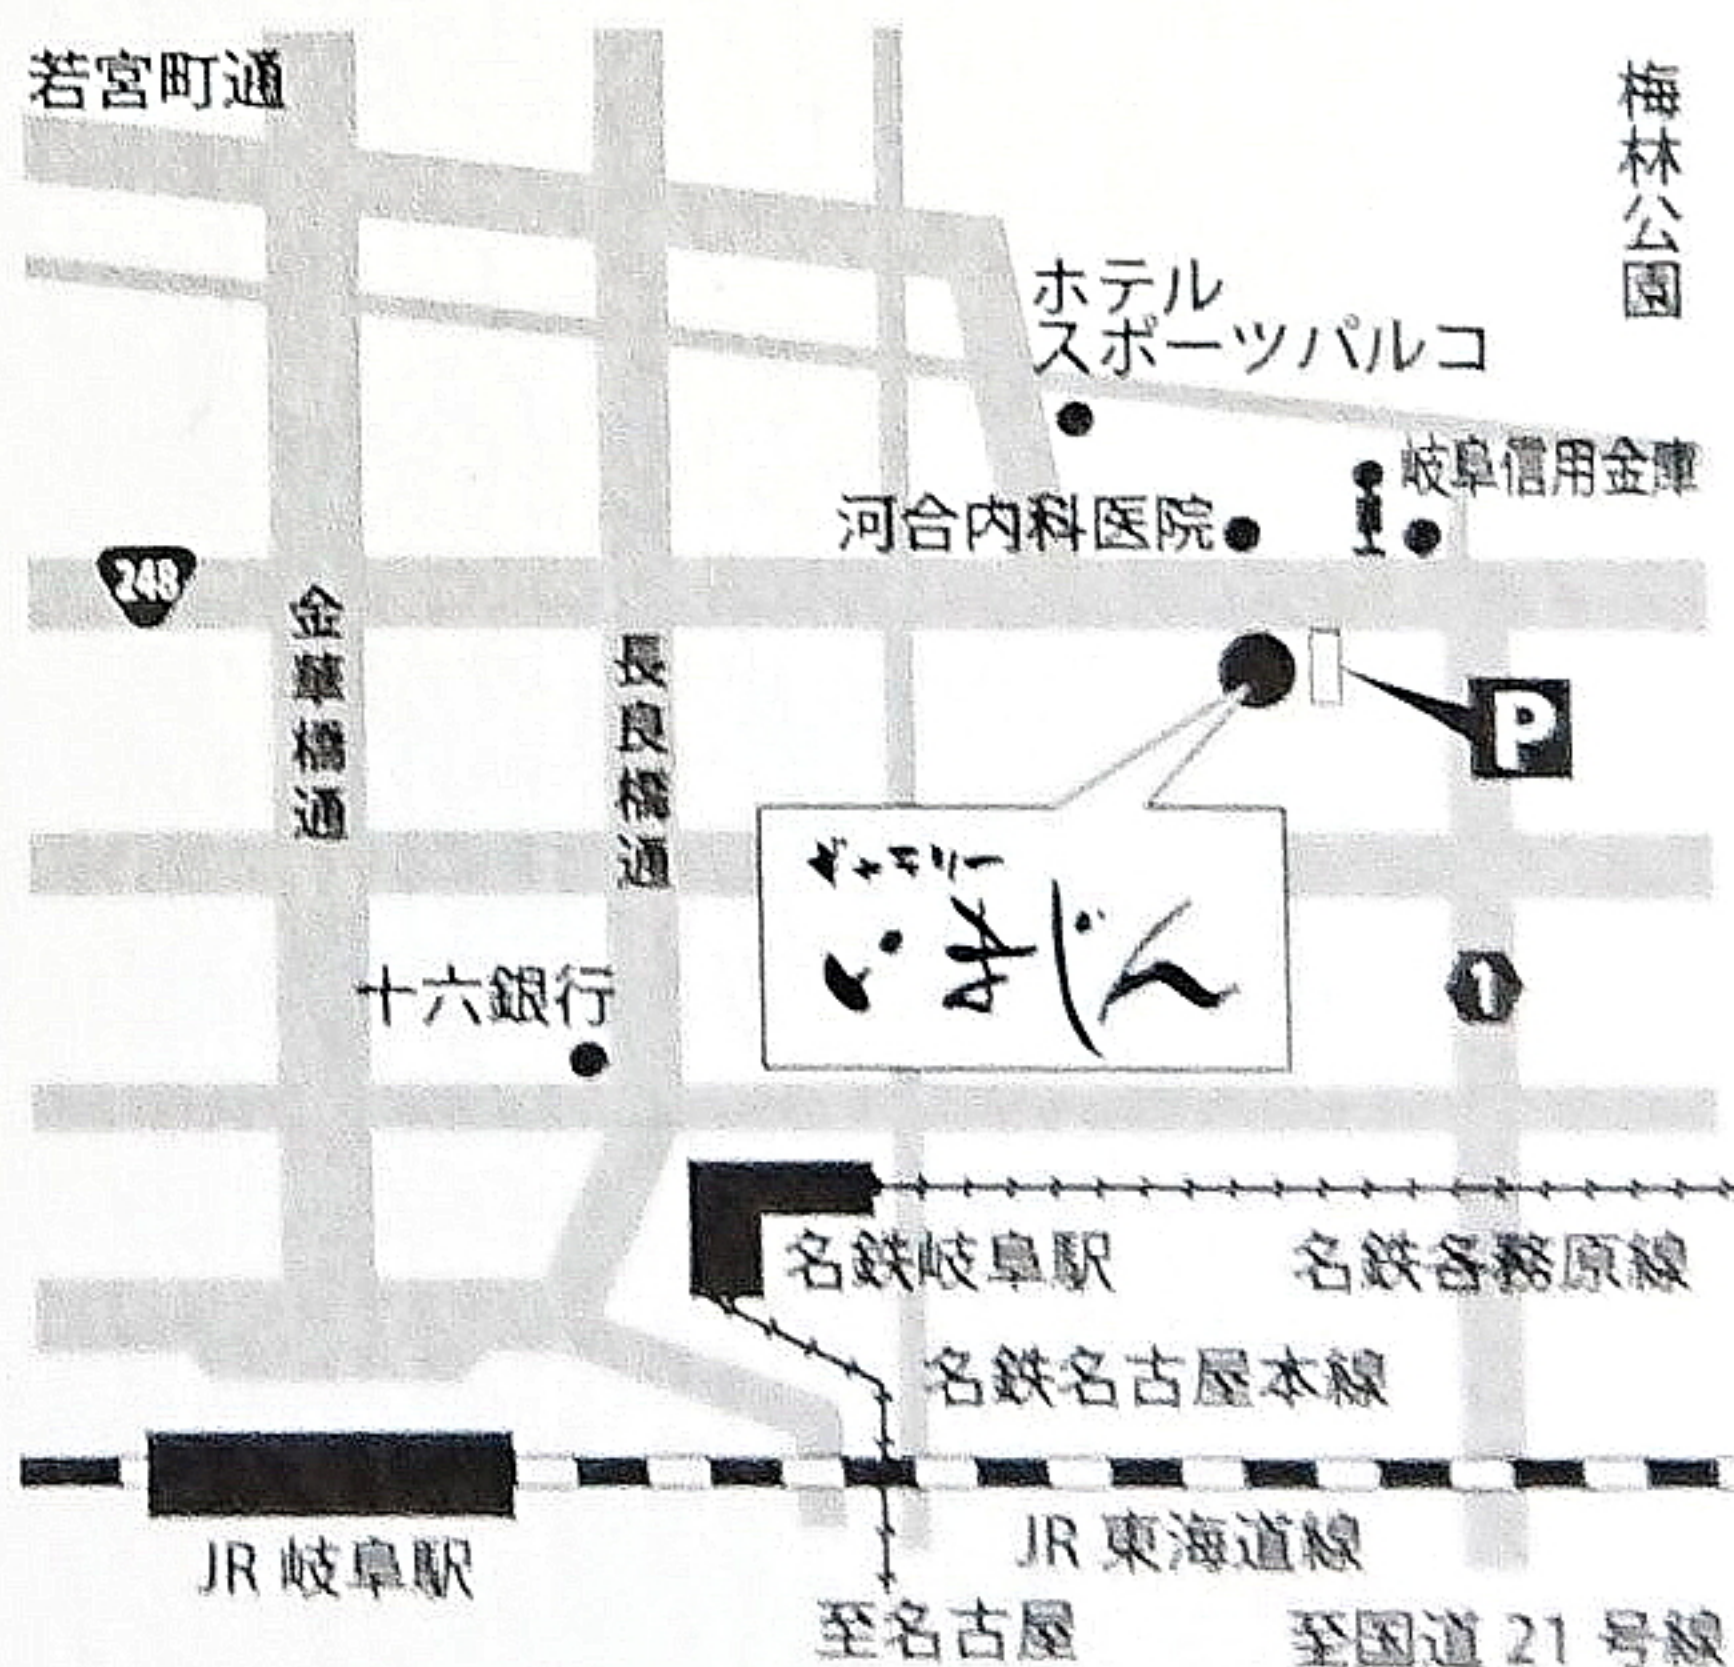 若宮町通
梅林公園
ホテル
スポーツパルコ
岐阜信用金庫
河合内科医院
248
金華橋通
長良橋通
P
ギャラリー
いまじん
十六銀行
1
名鉄岐阜駅
名鉄各務原線
名鉄名古屋本線
JR 岐阜駅
JR 東海道線
至名古屋
至国道 21 号線